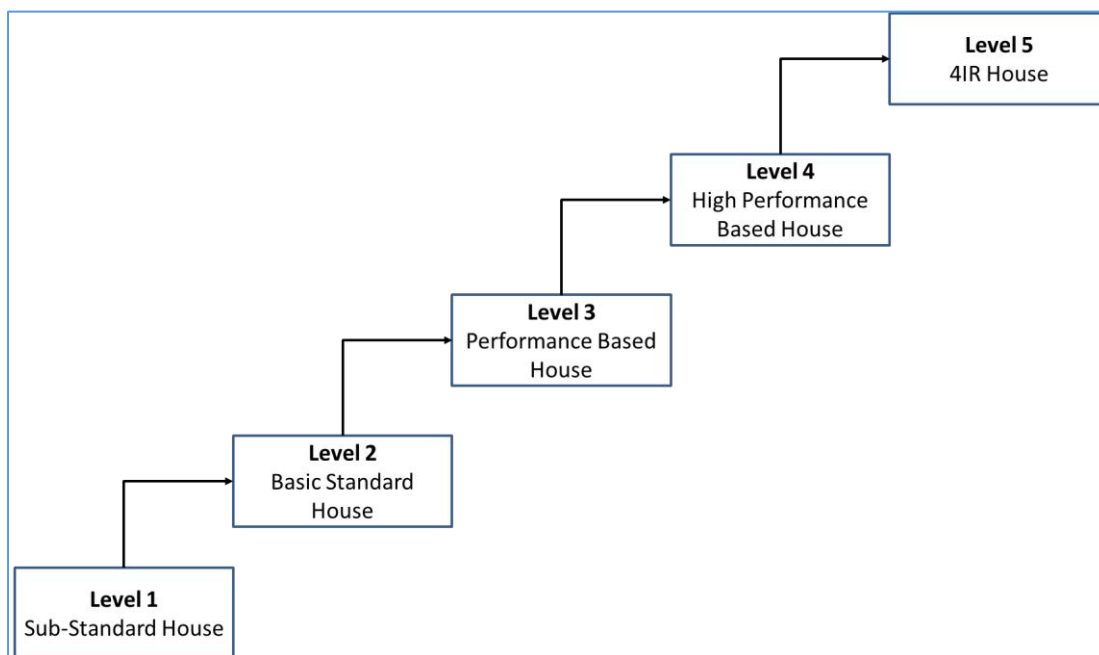 Level 5
4IR House
Level 4
High Performance
Based House
Level 3
Performance Based
House
Level 2
Basic Standard
House
Level 1
Sub-Standard House